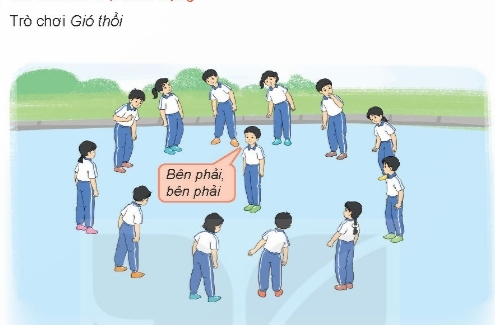 Trò chơi Gió thổi
Bên phải,
bên phải